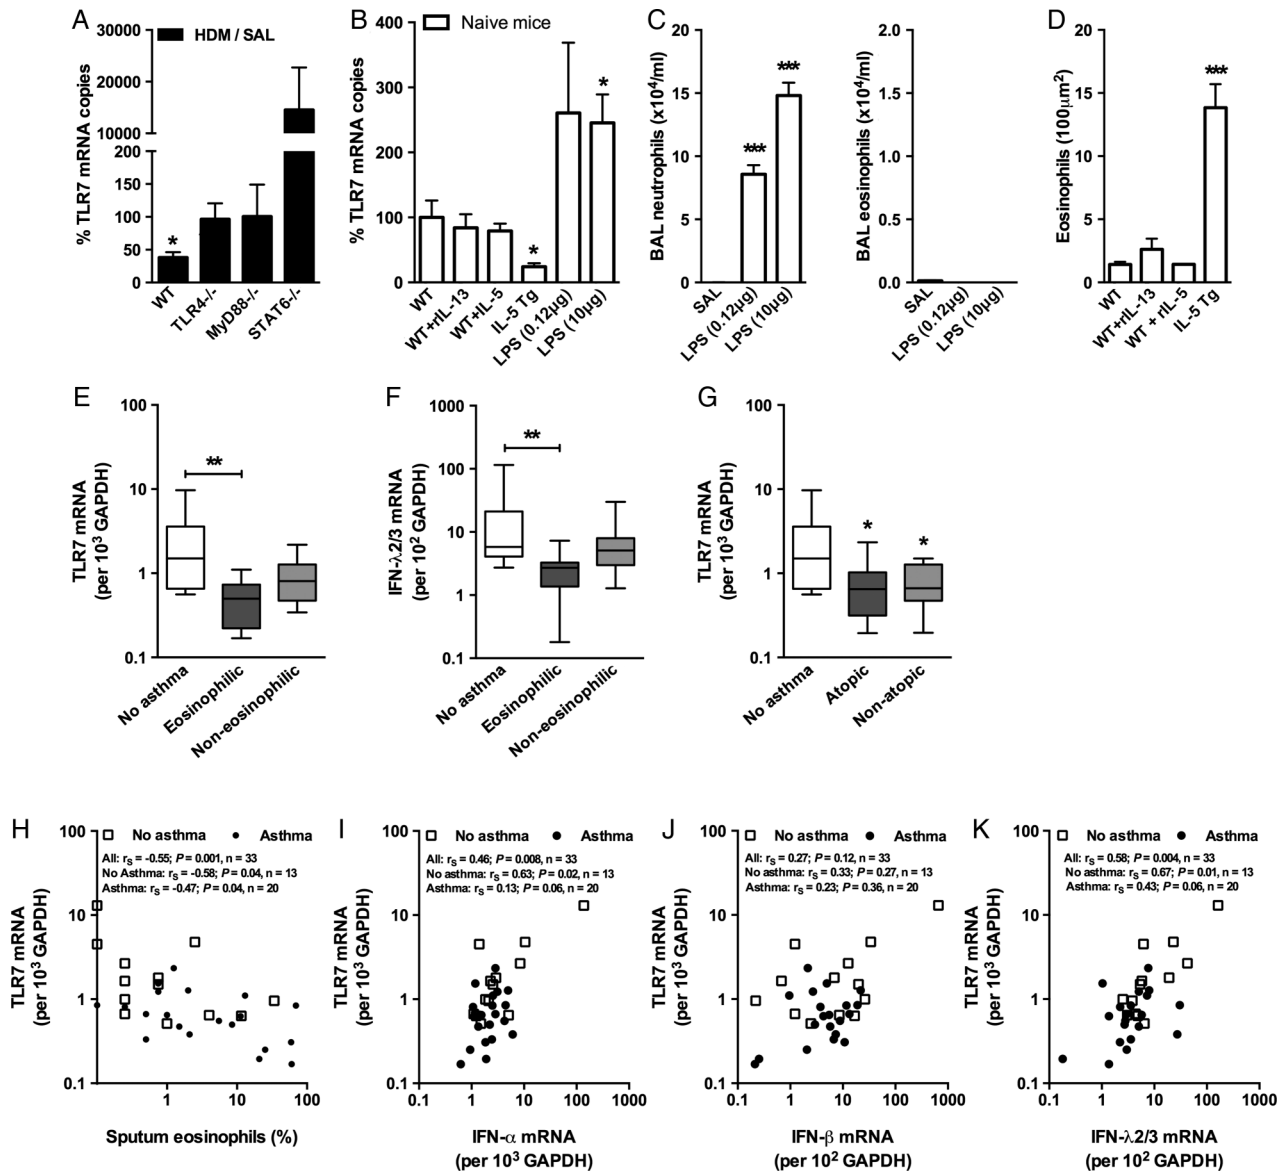 A
% TLR7 mRNA copies
30000
20000
10000
200
150
100
50
0
HDM / SAL
*
WT
TLR4-/-
MyD88-/-
STAT6-/-
B
% TLR7 mRNA copies
400
300
200
100
0
Naive mice
*
*
WT
WT+rIL-13
WT+IL-5
IL-5 Tg
LPS (0.12µg)
LPS (10µg)
C
BAL neutrophils (x10⁴/ml)
20
15
10
5
0
***
***
SAL
LPS (0.12µg)
LPS (10µg)
BAL eosinophils (x10⁴/ml)
2.0
1.5
1.0
0.5
0.0
SAL
LPS (0.12µg)
LPS (10µg)
D
Eosinophils (100µm²)
20
15
10
5
0
***
WT
WT+rIL-13
WT + rIL-5
IL-5 Tg
E
TLR7 mRNA
(per 10³ GAPDH)
100
10
1
0.1
**
No asthma
Eosinophilic
Non-eosinophilic
F
IFN-λ2/3 mRNA
(per 10² GAPDH)
1000
100
10
1
0.1
**
No asthma
Eosinophilic
Non-eosinophilic
G
TLR7 mRNA
(per 10³ GAPDH)
100
10
1
0.1
*
*
No asthma
Atopic
Non-atopic
H
TLR7 mRNA
(per 10³ GAPDH)
100
10
1
0.1
No asthma
Asthma
All: rS = -0.55; P = 0.001, n = 33
No Asthma: rS = -0.58; P = 0.04, n = 13
Asthma: rS = -0.47; P = 0.04, n = 20
1
10
100
Sputum eosinophils (%)
I
TLR7 mRNA
(per 10³ GAPDH)
100
10
1
0.1
No asthma
Asthma
All: rS = 0.46; P = 0.008, n = 33
No asthma: rS = 0.63; P = 0.02, n = 13
Asthma: rS = 0.13; P = 0.06, n = 20
0.1
1
10
100
1000
IFN-α mRNA
(per 10³ GAPDH)
J
TLR7 mRNA
(per 10³ GAPDH)
100
10
1
0.1
No asthma
Asthma
All: rS = 0.27; P = 0.12, n = 33
No asthma: rS = 0.33; P = 0.27, n = 13
Asthma: rS = 0.23; P = 0.36, n = 20
0.1
1
10
100
1000
IFN-β mRNA
(per 10² GAPDH)
K
TLR7 mRNA
(per 10³ GAPDH)
100
10
1
0.1
No asthma
Asthma
All: rS = 0.58; P = 0.004, n = 33
No asthma: rS = 0.67; P = 0.01, n = 13
Asthma: rS = 0.43; P = 0.06, n = 20
0.1
1
10
100
1000
IFN-λ2/3 mRNA
(per 10² GAPDH)